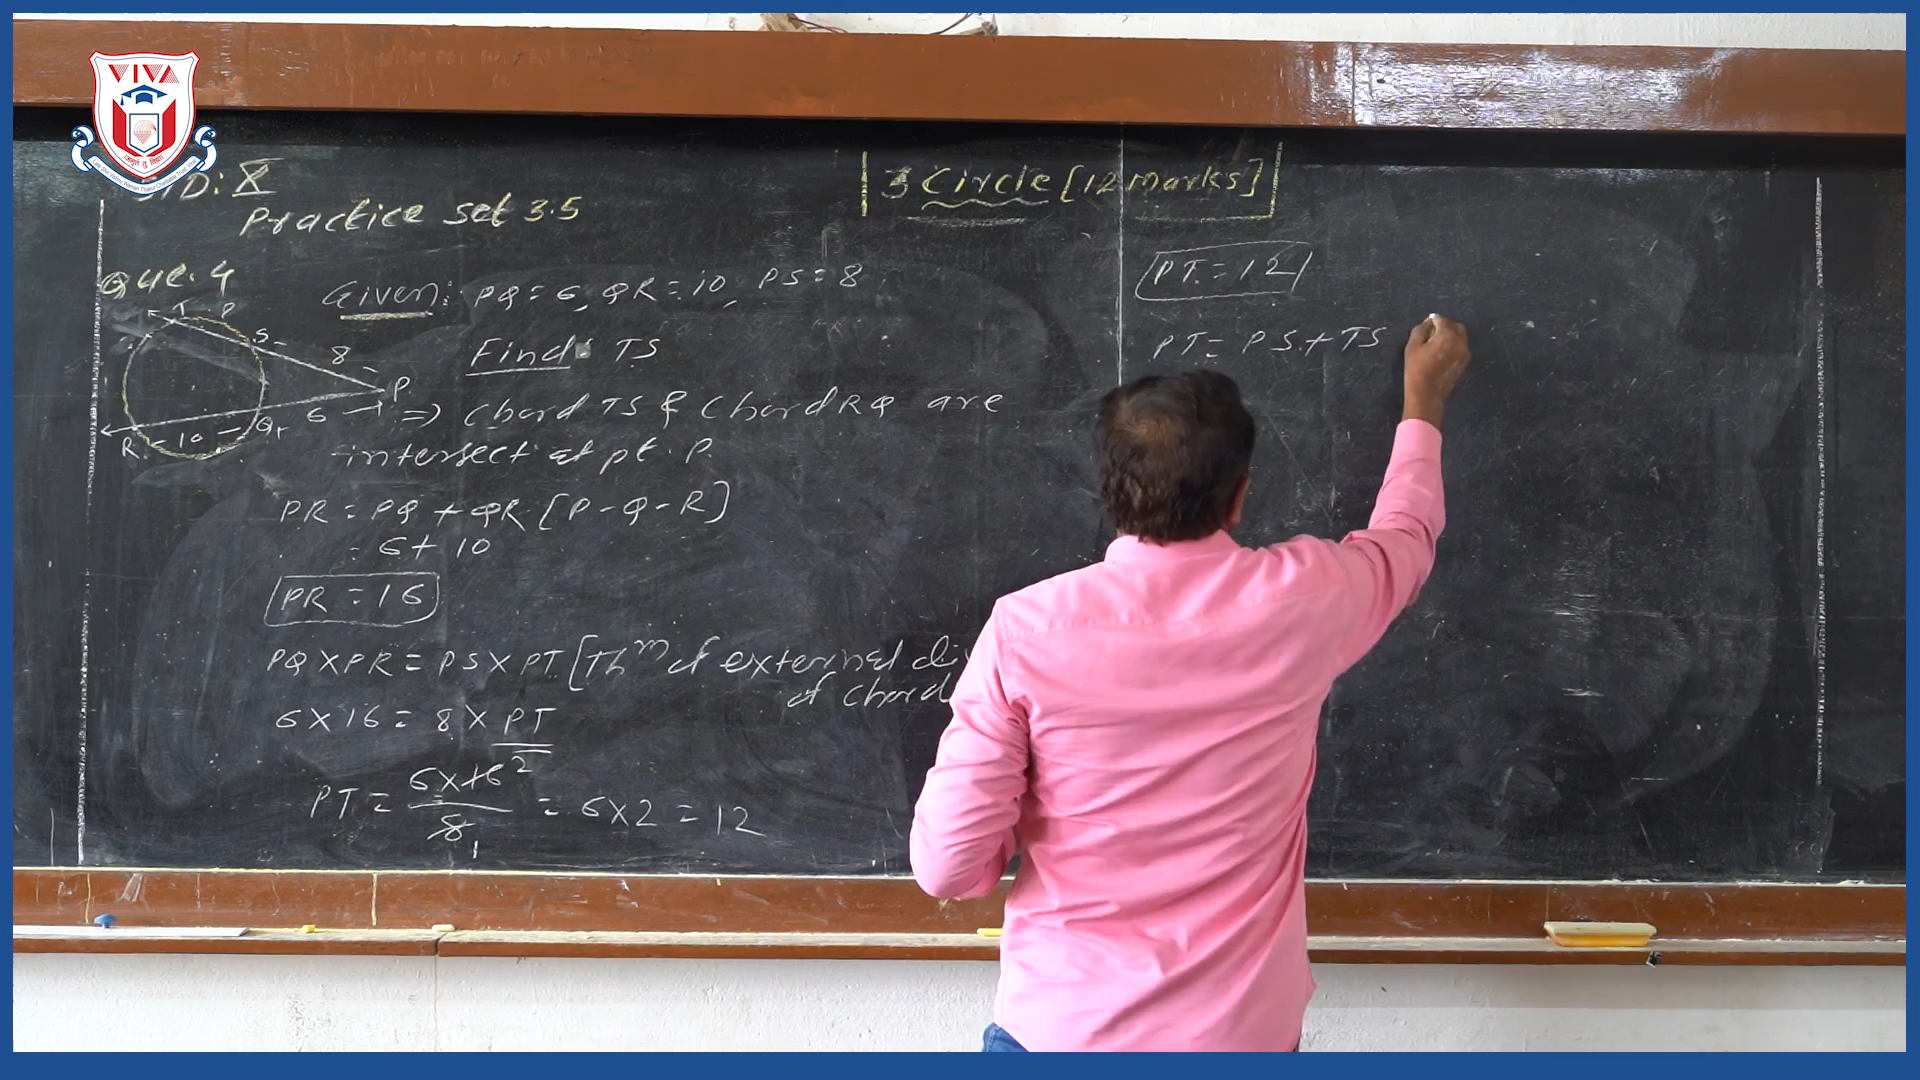 VIVA
STD: X
Practice set 3.5
3 Circle [12 marks]
Que. 4
Given: PQ = 6, QR = 10, PS = 8
Find: TS
T
S
8
P
6
Q
10
R
⇒ Chord TS & Chord RQ are
intersect at pt. P
PR = PQ + QR [P - Q - R]
= 6 + 10
PR = 16
PQ X PR = PS X PT [Thm of external
of chord
6 X 16 = 8 X PT
PT = 6 X 16 2 / 8 1 = 6 X 2 = 12
PT = 12
PT = PS + TS